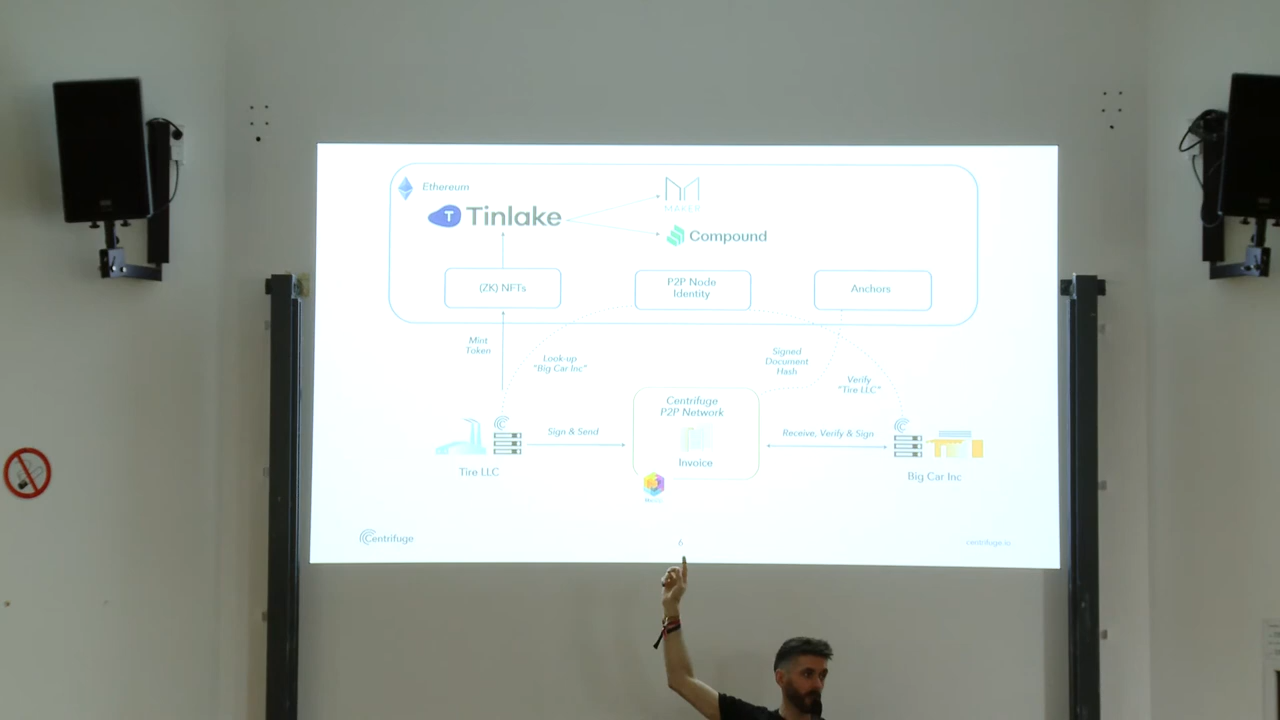 Ethereum
Tinlake
MAKER
Compound
(ZK) NFTs
P2P Node
Identity
Anchors
Mint
Token
Look-up
"Big Car Inc"
Signed
Document
Hash
Verify
"Tire LLC"
Centrifuge
P2P Network
Sign & Send
Receive, Verify & Sign
Invoice
Tire LLC
Big Car Inc
Centrifuge
6
centrifuge.io